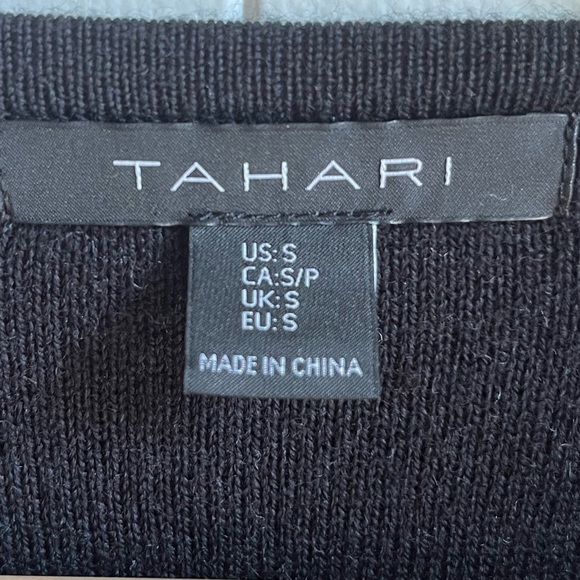 TAHARI
US: S
CA:S/P
UK: S
EU: S
MADE IN CHINA